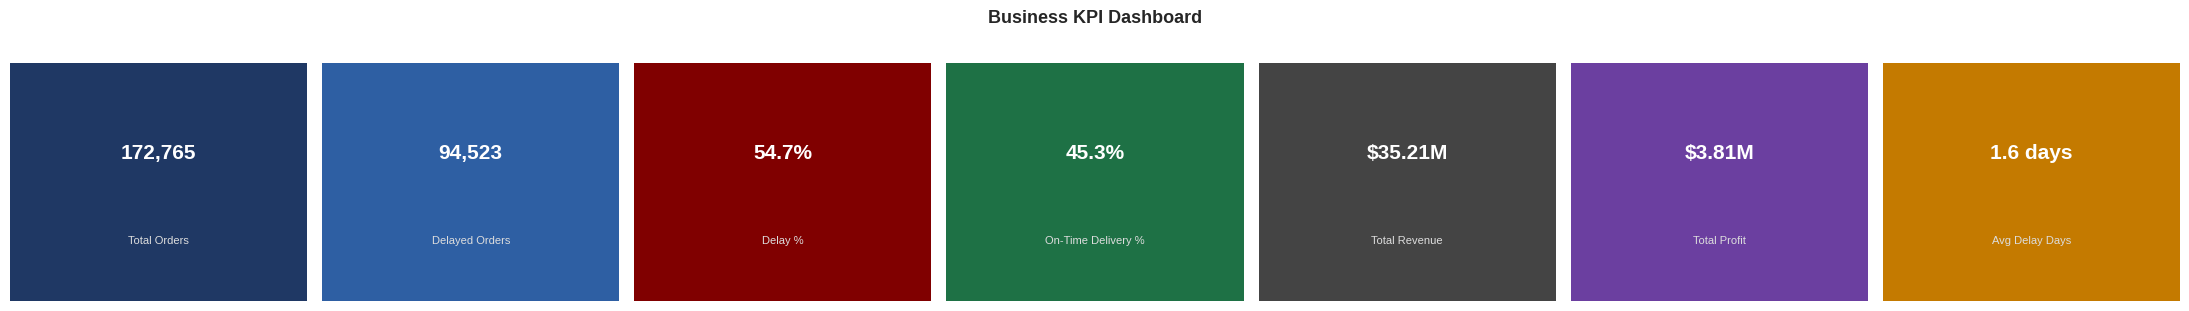 Business KPI Dashboard
172,765
Total Orders
94,523
Delayed Orders
54.7%
Delay %
45.3%
On-Time Delivery %
$35.21M
Total Revenue
$3.81M
Total Profit
1.6 days
Avg Delay Days